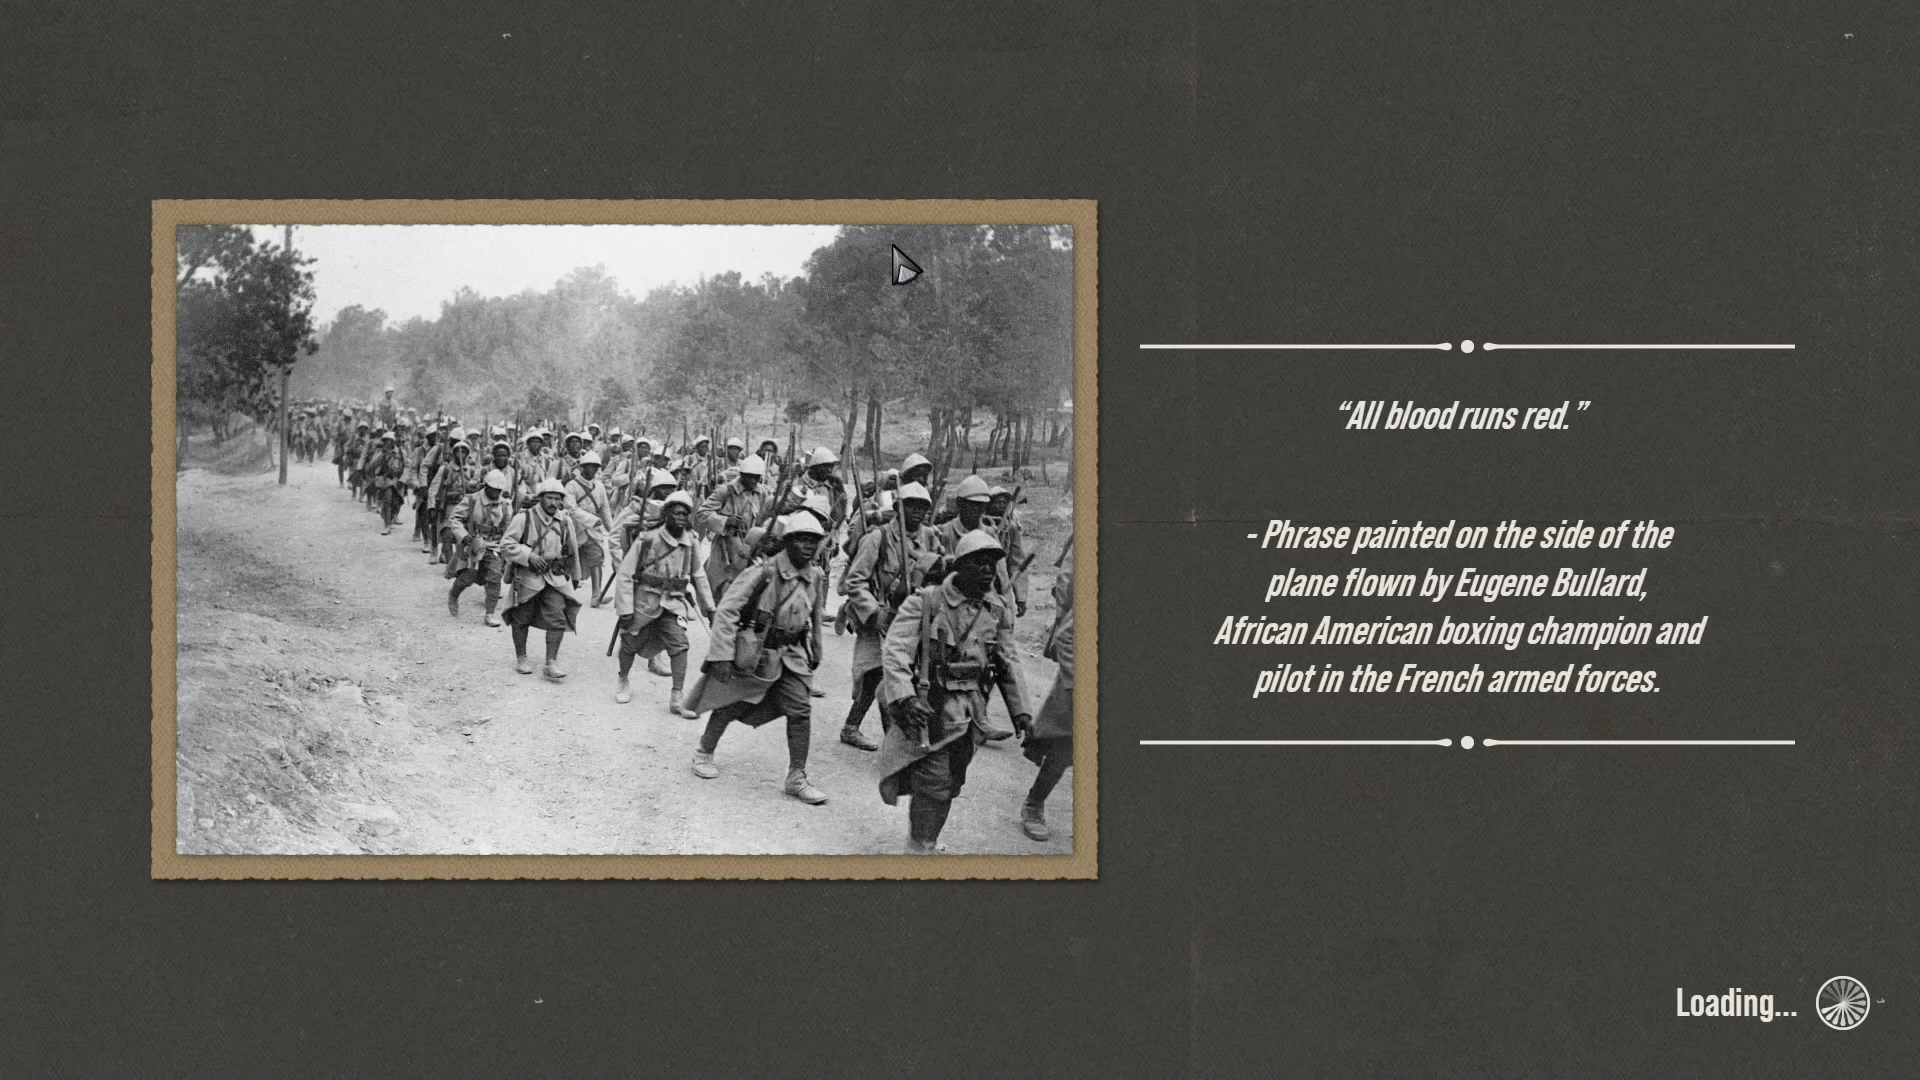 “All blood runs red.”
- Phrase painted on the side of the
plane flown by Eugene Bullard,
African American boxing champion and
pilot in the French armed forces.
Loading...